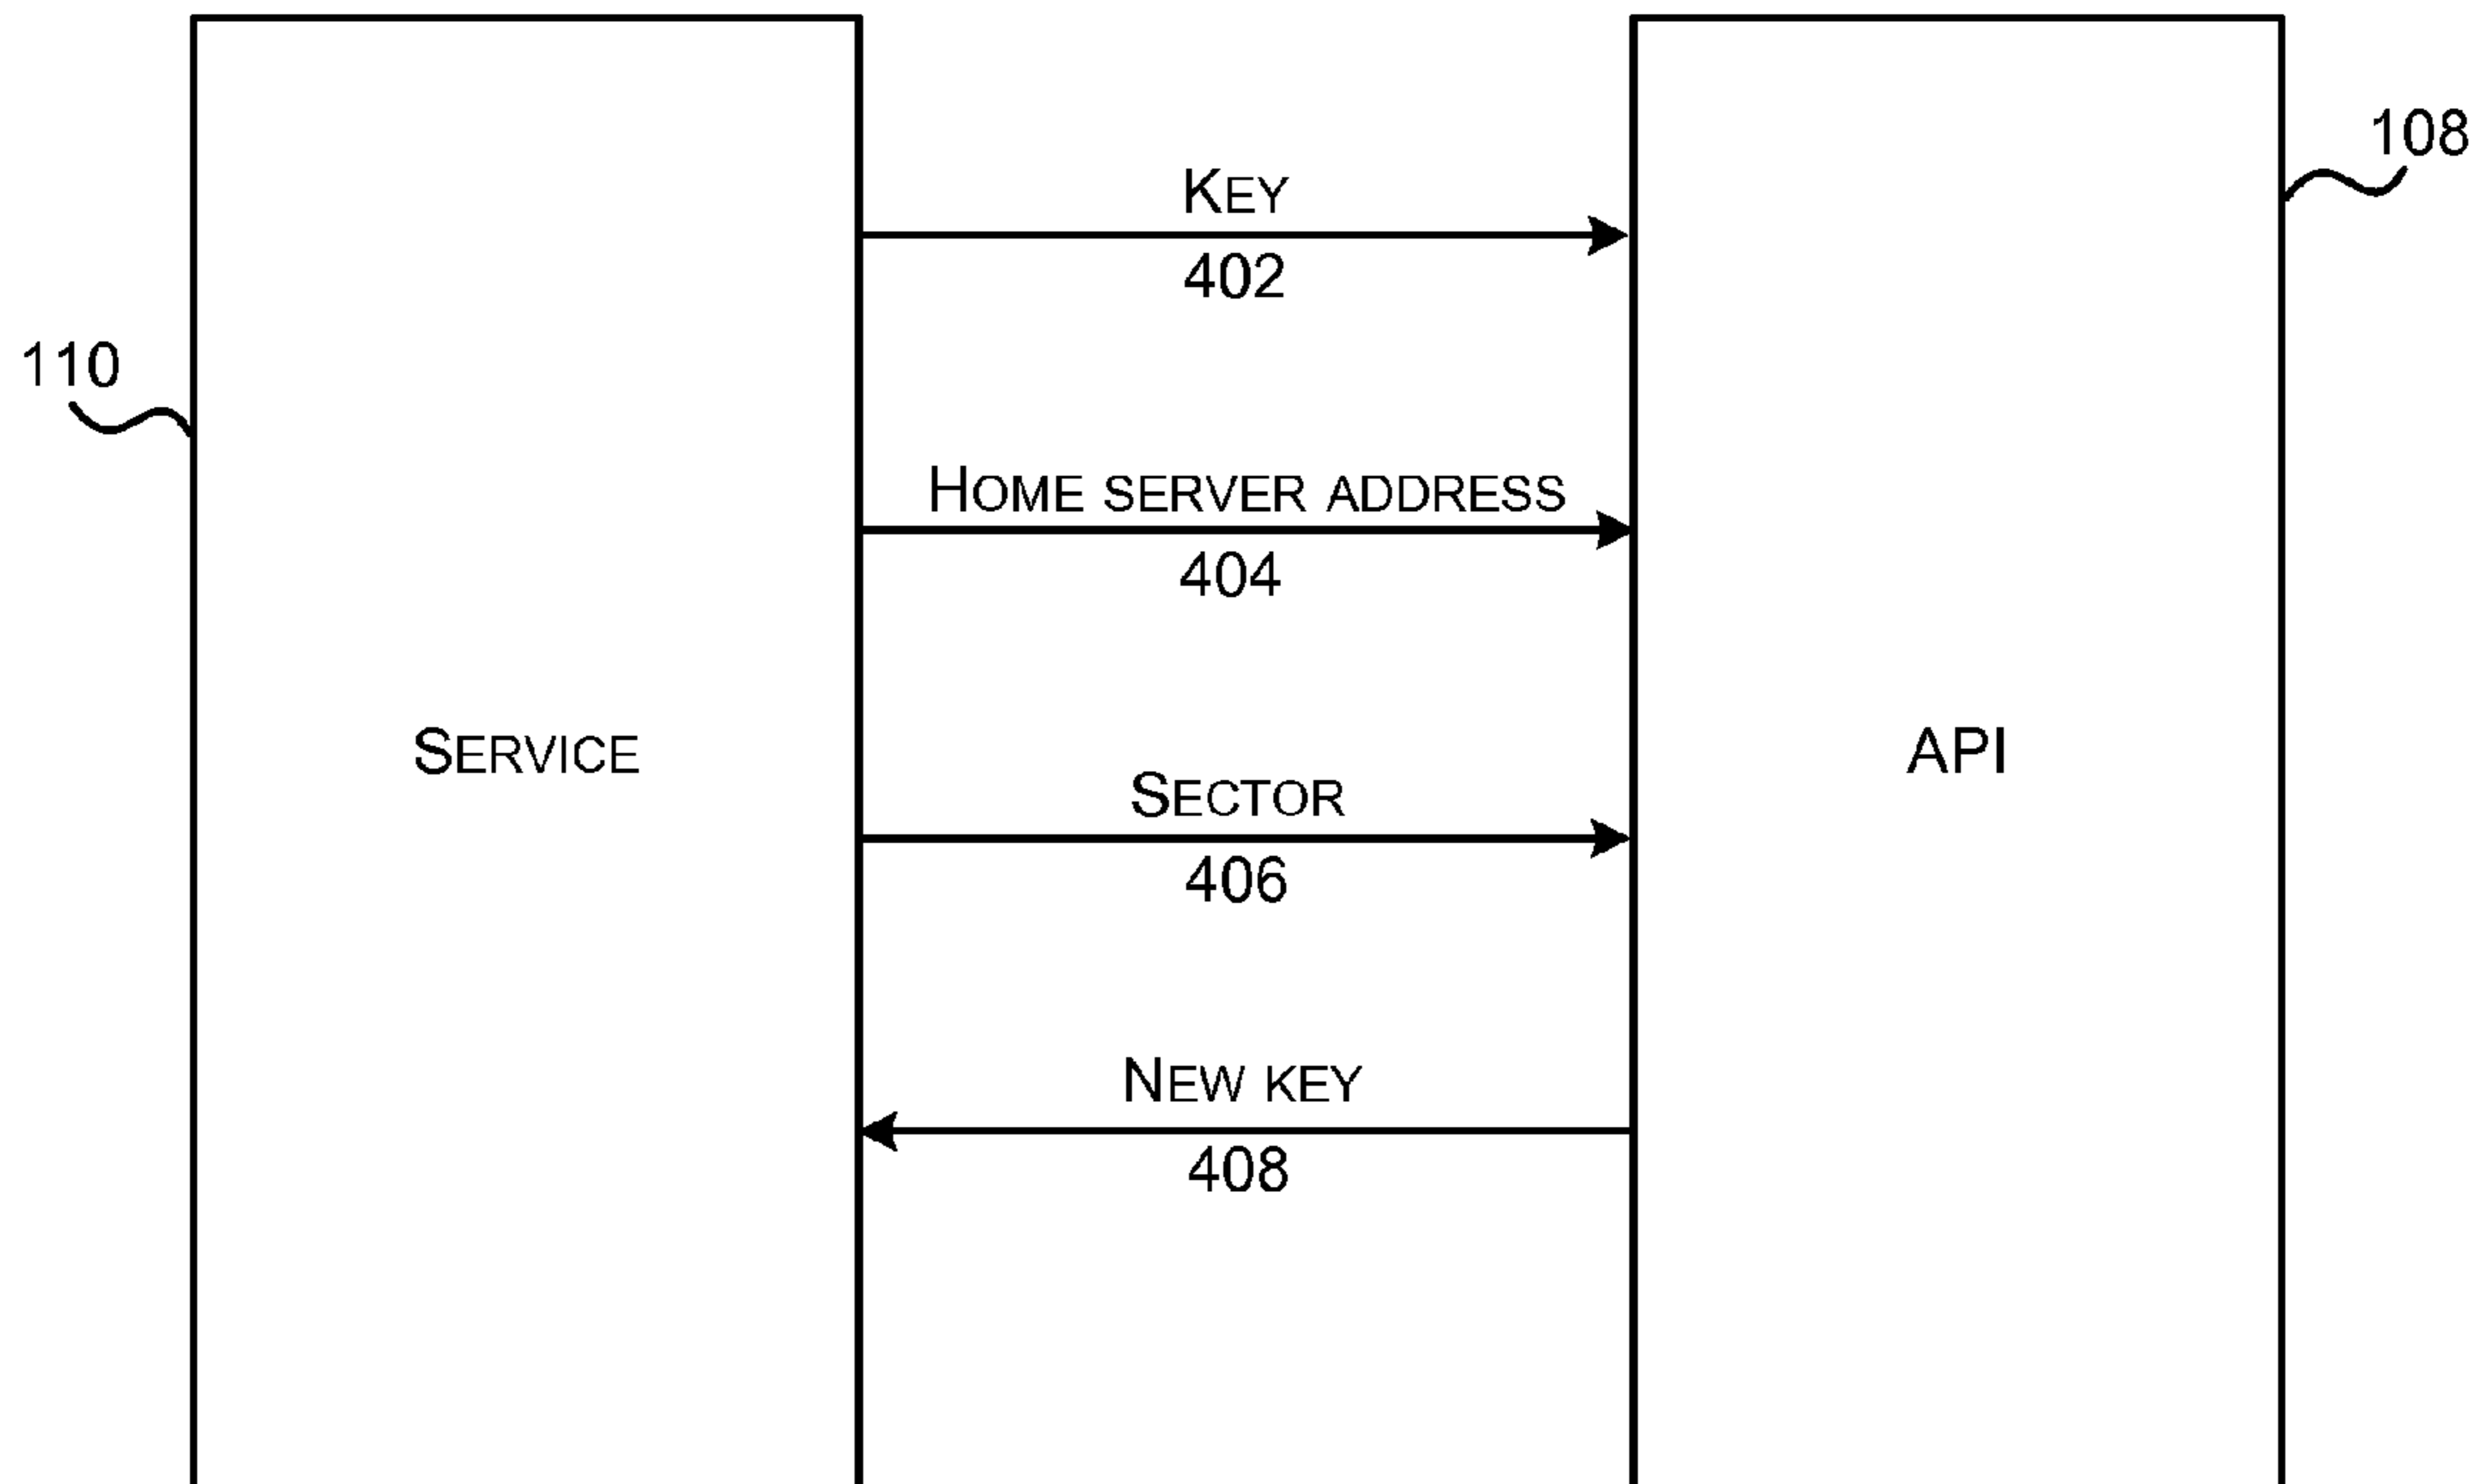 108
KEY
402
110
HOME SERVER ADDRESS
404
SERVICE
API
SECTOR
406
NEW KEY
408